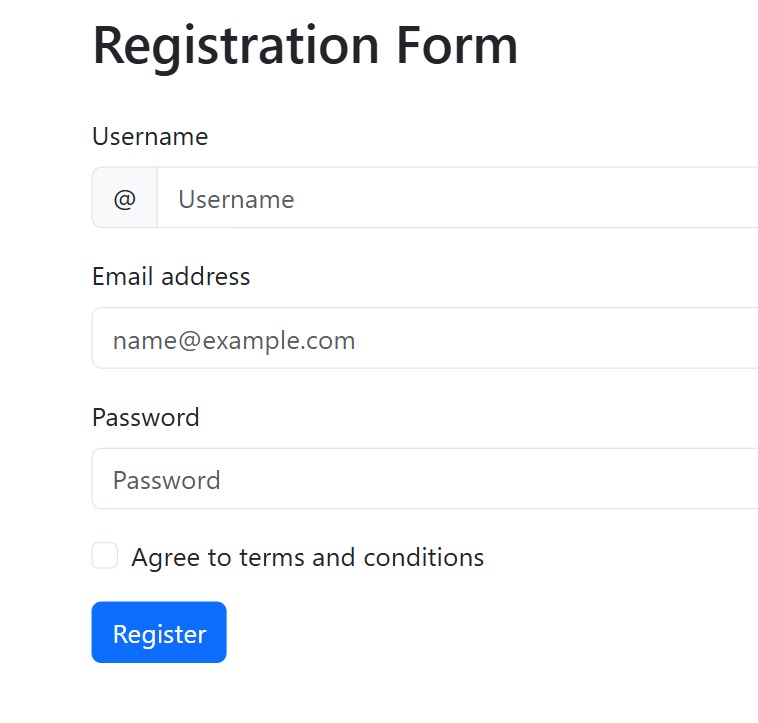 Registration Form
Username
@ Username
Email address
name@example.com
Password
Password
Agree to terms and conditions
Register